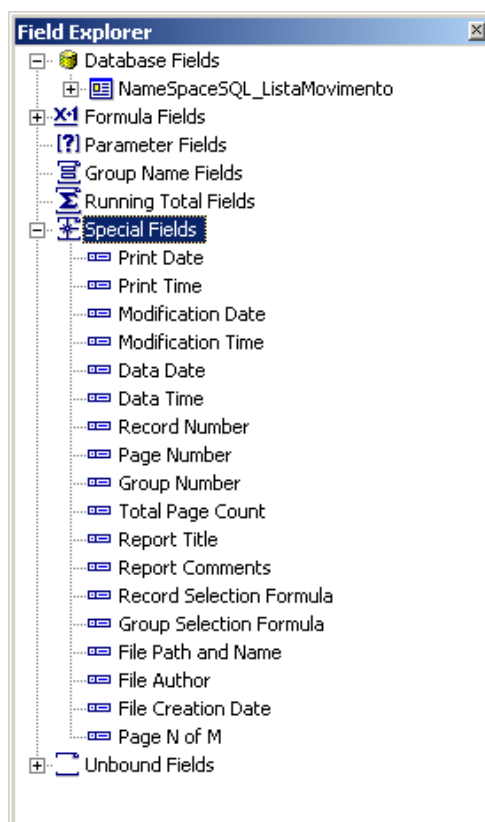 Field Explorer
Database Fields
NameSpaceSQL_ListaMovimento
X+1 Formula Fields
[?] Parameter Fields
Group Name Fields
Σ Running Total Fields
Special Fields
Print Date
Print Time
Modification Date
Modification Time
Data Date
Data Time
Record Number
Page Number
Group Number
Total Page Count
Report Title
Report Comments
Record Selection Formula
Group Selection Formula
File Path and Name
File Author
File Creation Date
Page N of M
Unbound Fields